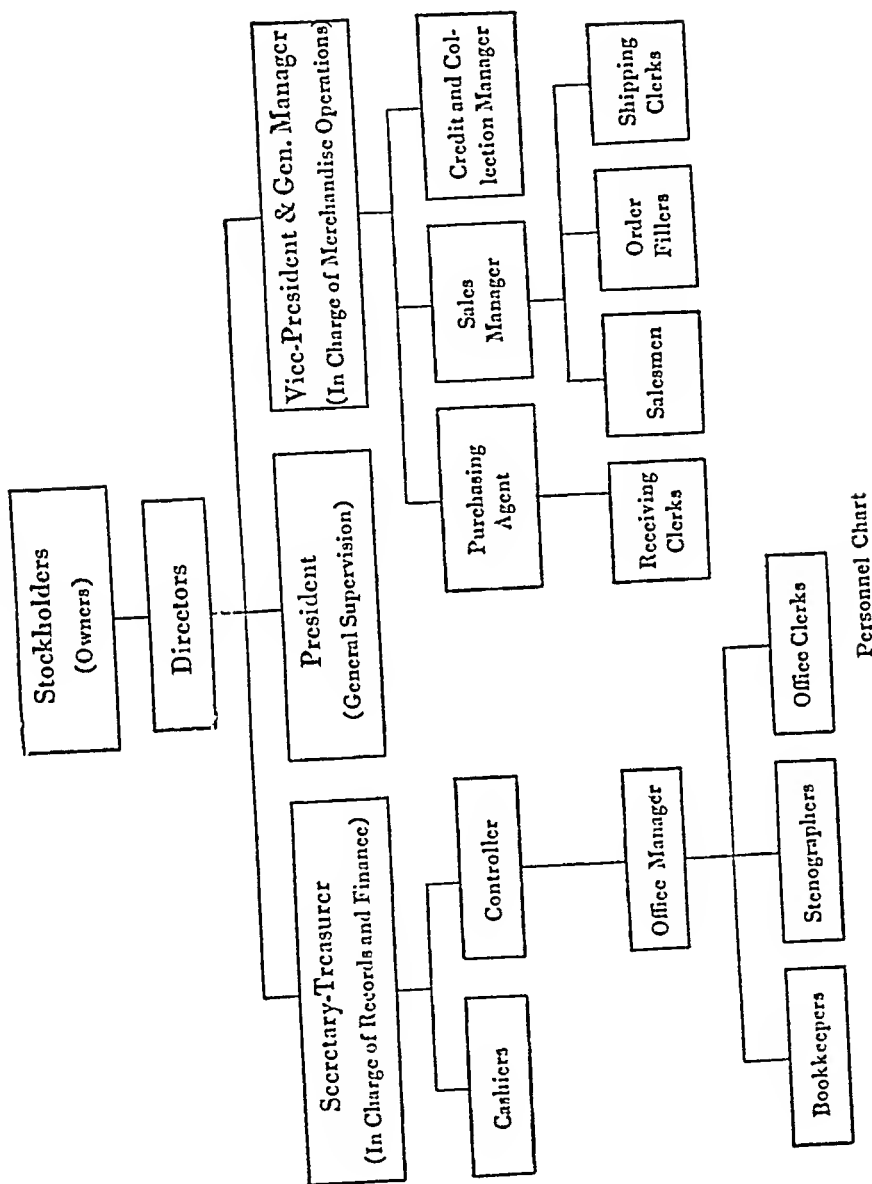 Stockholders
(Owners)
Directors
Secretary-Treasurer
(In Charge of Records and Finance)
President
(General Supervision)
Vice-President & Gen. Manager
(In Charge of Merchandise Operations)
Cashiers
Controller
Purchasing
Agent
Sales
Manager
Credit and Col-
lection Manager
Office Manager
Receiving
Clerks
Salesmen
Order
Fillers
Shipping
Clerks
Bookkeepers
Stenographers
Office Clerks
Personnel Chart